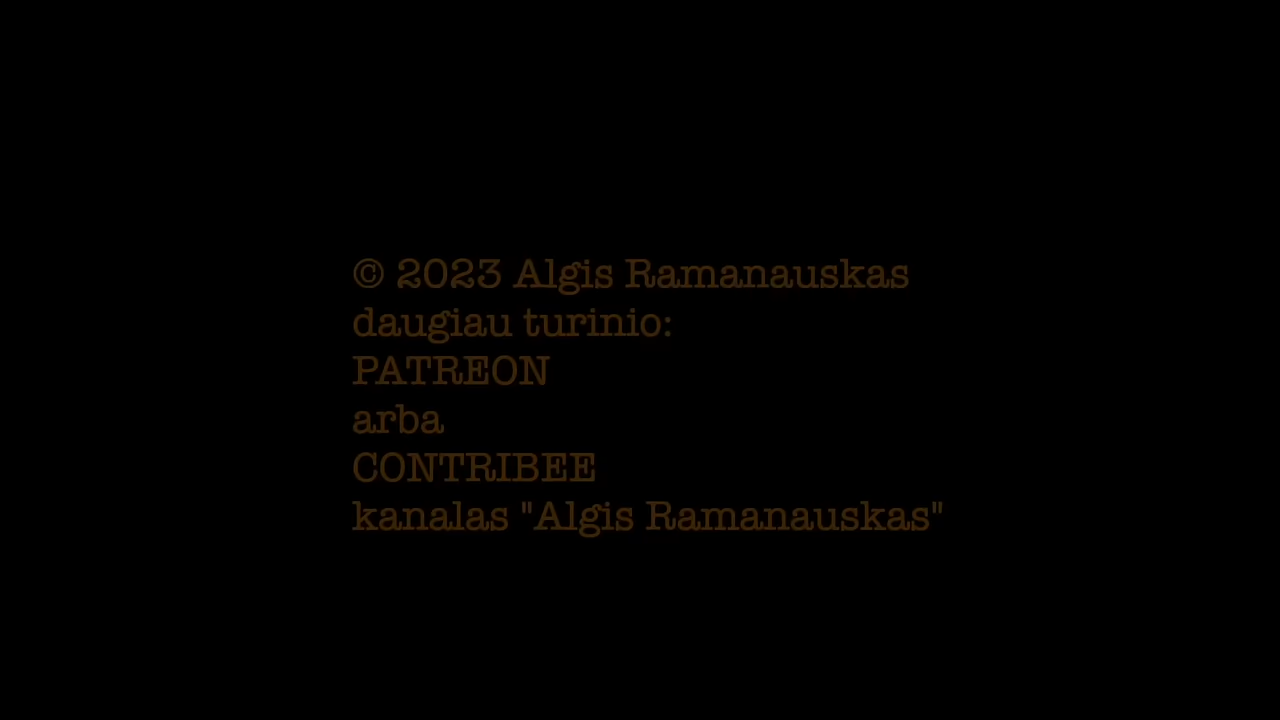 © 2023 Algis Ramanauskas
daugiau turinio:
PATREON
arba
CONTRIBEE
kanalas "Algis Ramanauskas"